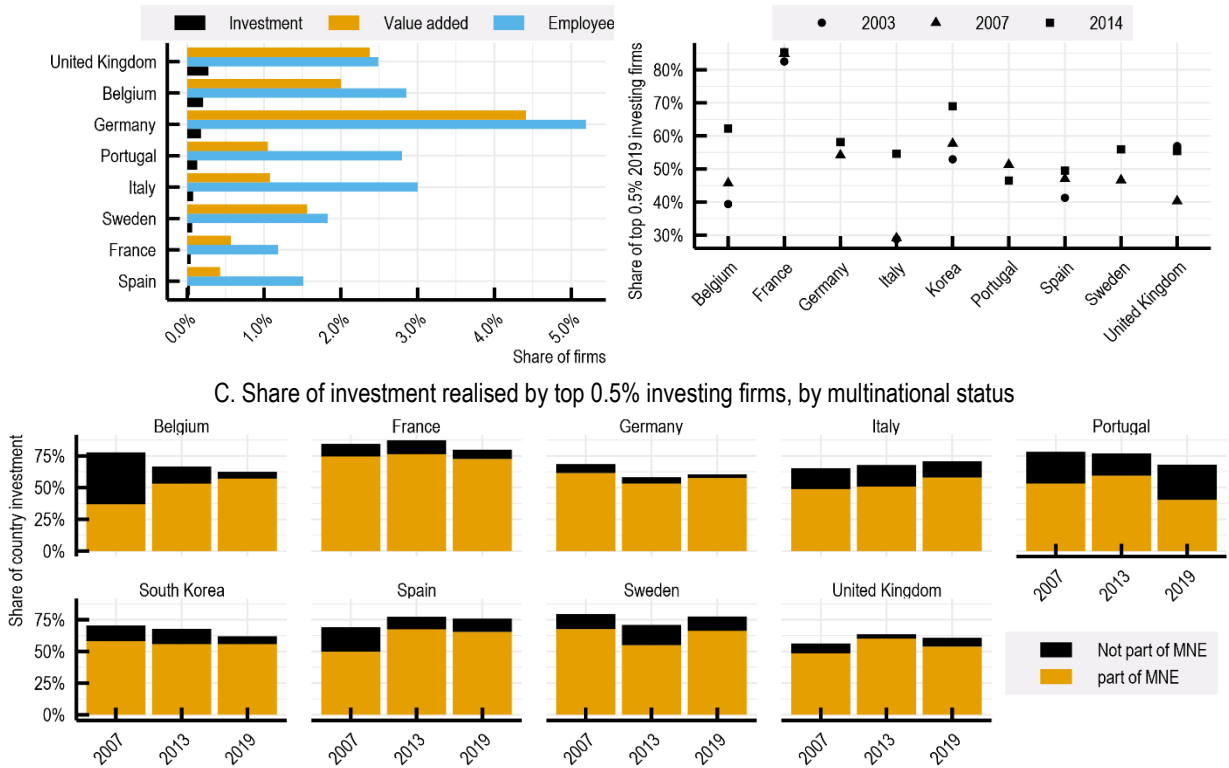 Investment Value added Employee
United Kingdom
Belgium
Germany
Portugal
Italy
Sweden
France
Spain
0.0% 1.0% 2.0% 3.0% 4.0% 5.0%
Share of firms
2003 2007 2014
Share of top 0.5% 2019 investing firms
80%
70%
60%
50%
40%
30%
Belgium France Germany Italy Korea Portugal Spain Sweden United Kingdom
C. Share of investment realised by top 0.5% investing firms, by multinational status
Share of country investment
Belgium France Germany Italy Portugal
75%
50%
25%
0%
2007 2013 2019
South Korea Spain Sweden United Kingdom
75%
50%
25%
0%
2007 2013 2019 2007 2013 2019 2007 2013 2019 2007 2013 2019
Not part of MNE
part of MNE